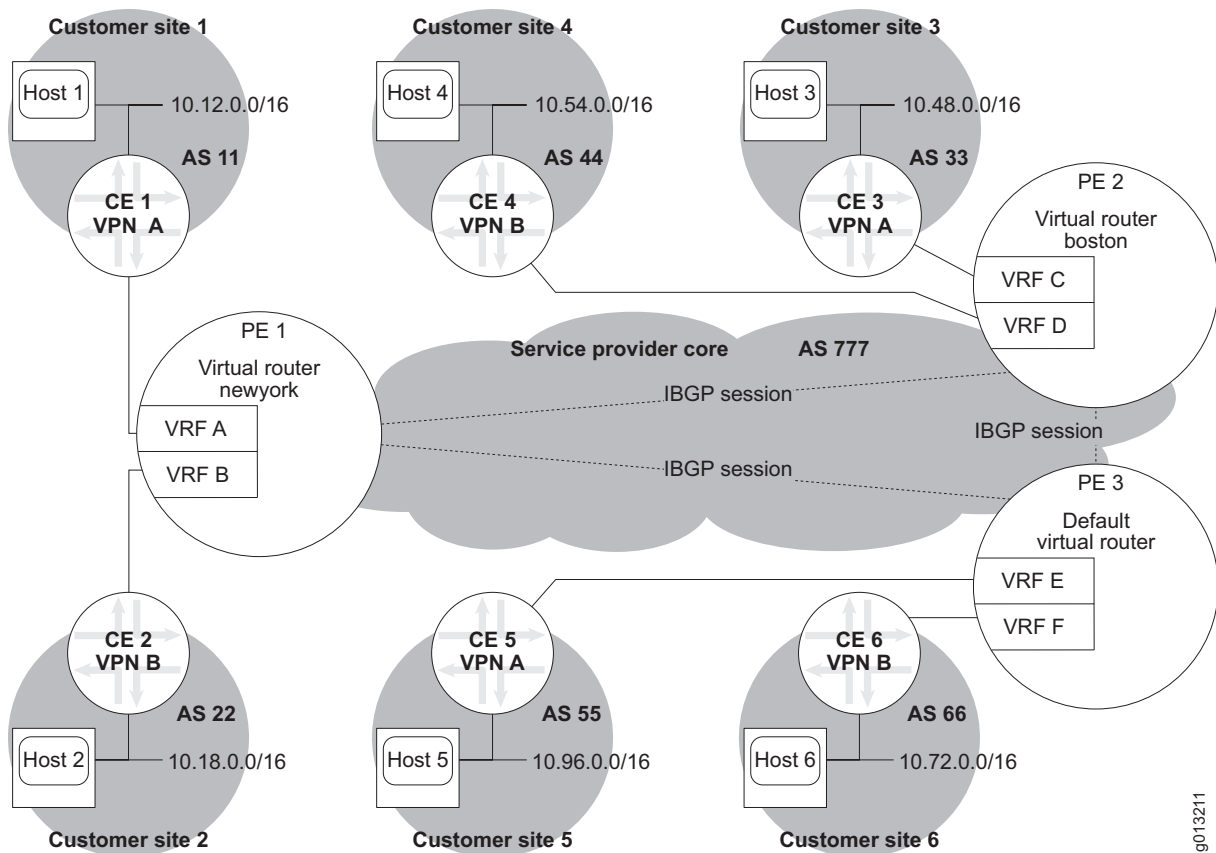 Customer site 1
Host 1
10.12.0.0/16
AS 11
CE 1
VPN A
Customer site 4
Host 4
10.54.0.0/16
AS 44
CE 4
VPN B
Customer site 3
Host 3
10.48.0.0/16
AS 33
CE 3
VPN A
PE 2
Virtual router
boston
VRF C
VRF D
PE 1
Virtual router
newyork
VRF A
VRF B
Service provider core
AS 777
IBGP session
IBGP session
IBGP session
PE 3
Default
virtual router
VRF E
VRF F
CE 2
VPN B
AS 22
Host 2
10.18.0.0/16
Customer site 2
CE 5
VPN A
AS 55
Host 5
10.96.0.0/16
Customer site 5
CE 6
VPN B
AS 66
Host 6
10.72.0.0/16
Customer site 6
g013211